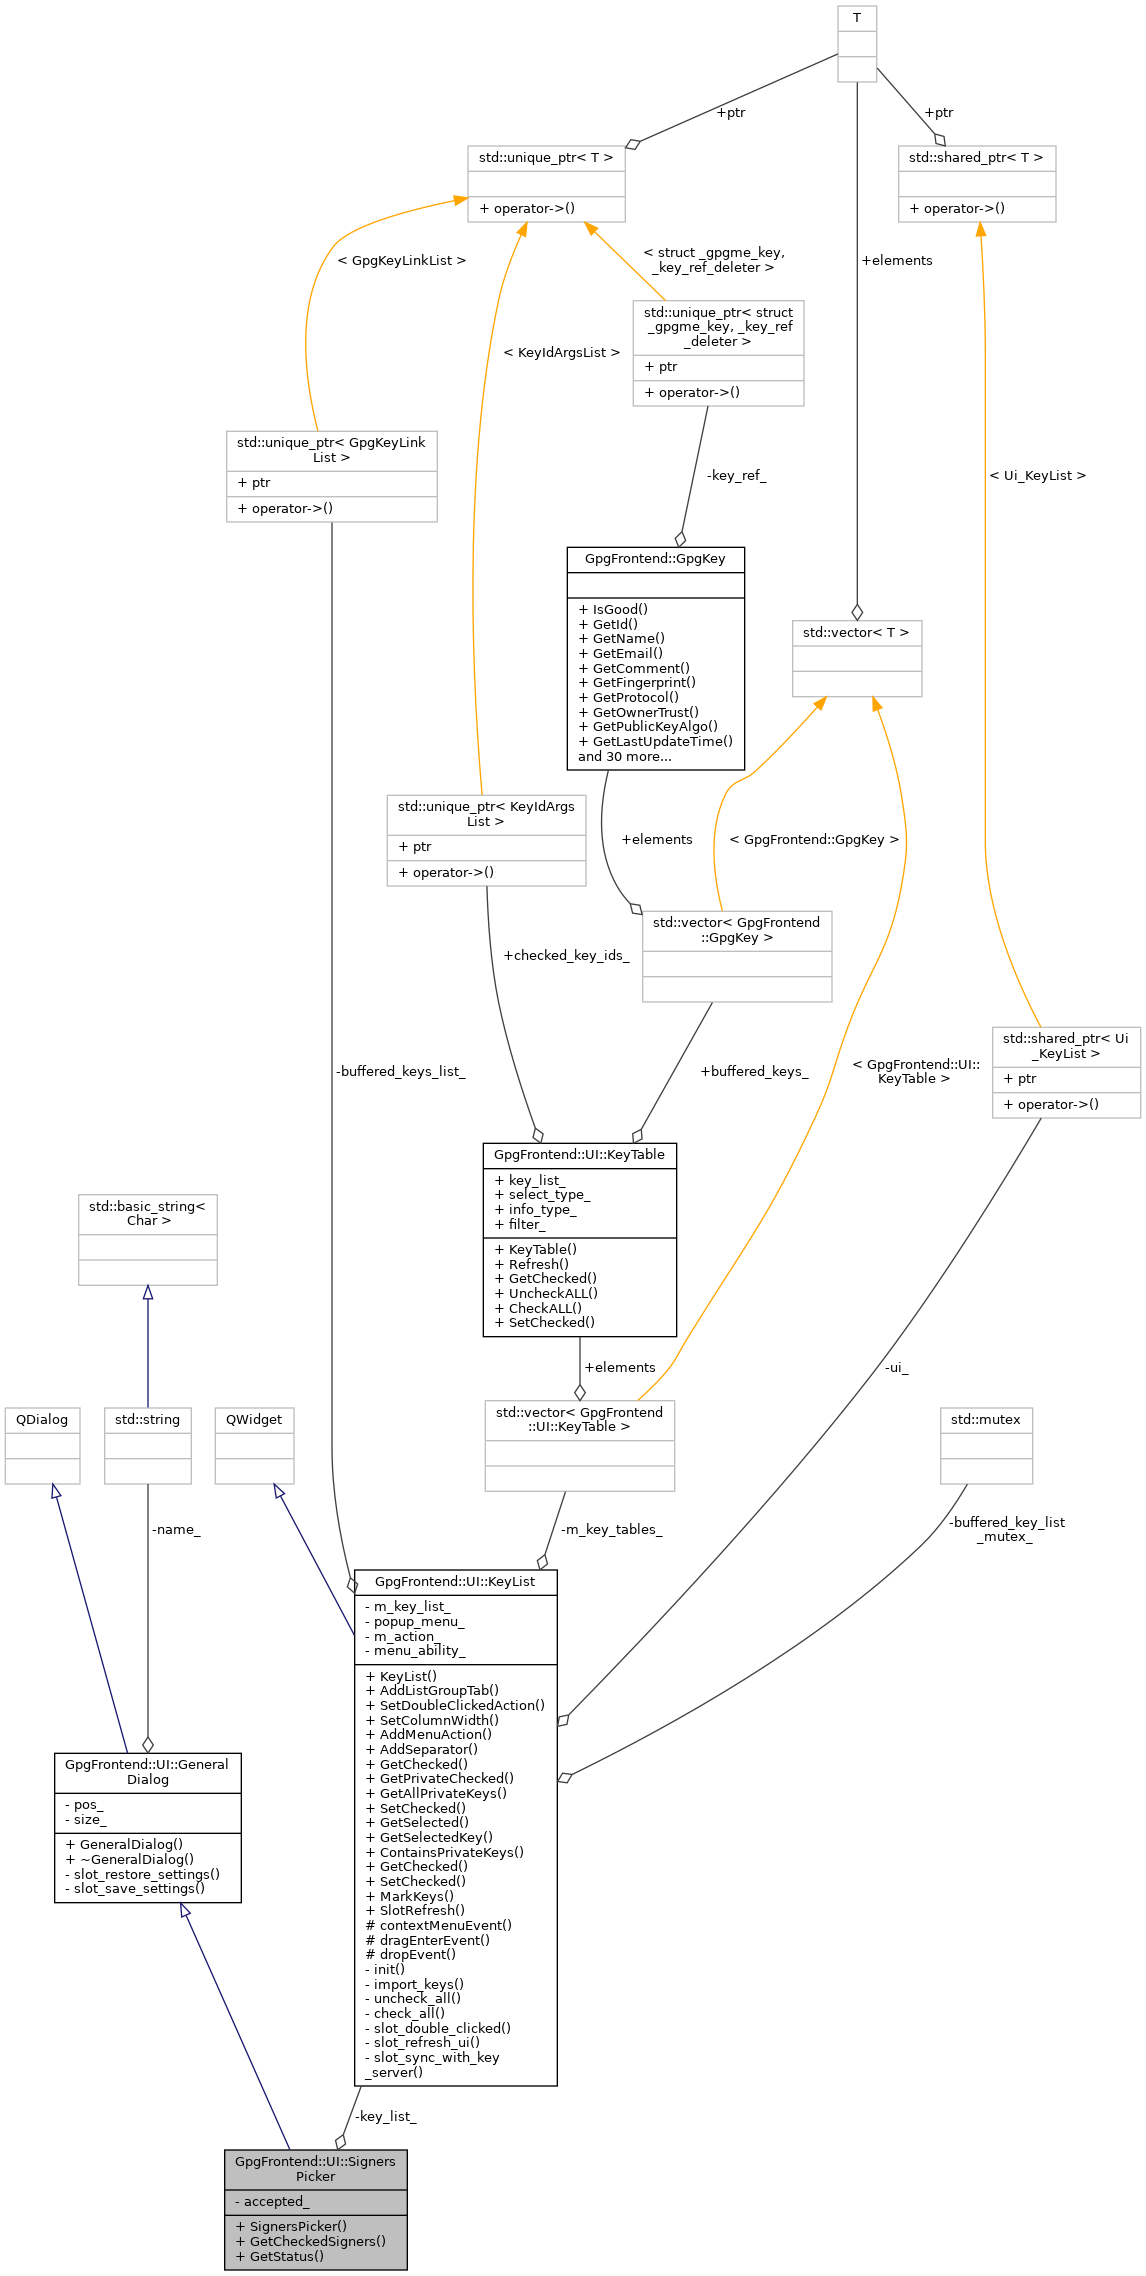 T
+ptr
+ptr
std::unique_ptr< T >
+ operator->()
std::shared_ptr< T >
+ operator->()
< GpgKeyLinkList >
< struct _gpgme_key,
_key_ref_deleter >
+elements
std::unique_ptr< struct
_gpgme_key, _key_ref
_deleter >
+ ptr
+ operator->()
< KeyIdArgsList >
std::unique_ptr< GpgKeyLink
List >
+ ptr
+ operator->()
-key_ref_
< Ui_KeyList >
GpgFrontend::GpgKey
+ IsGood()
+ GetId()
+ GetName()
+ GetEmail()
+ GetComment()
+ GetFingerprint()
+ GetProtocol()
+ GetOwnerTrust()
+ GetPublicKeyAlgo()
+ GetLastUpdateTime()
and 30 more...
std::vector< T >
std::unique_ptr< KeyIdArgs
List >
+ ptr
+ operator->()
+elements
< GpgFrontend::GpgKey >
std::vector< GpgFrontend
::GpgKey >
+checked_key_ids_
std::shared_ptr< Ui
_KeyList >
+ ptr
+ operator->()
-buffered_keys_list_
+buffered_keys_
< GpgFrontend::UI::
KeyTable >
GpgFrontend::UI::KeyTable
+ key_list_
+ select_type_
+ info_type_
+ filter_
+ KeyTable()
+ Refresh()
+ GetChecked()
+ UncheckALL()
+ CheckALL()
+ SetChecked()
std::basic_string<
Char >
+elements
-ui_
QDialog
std::string
QWidget
std::vector< GpgFrontend
::UI::KeyTable >
std::mutex
-name_
-m_key_tables_
-buffered_key_list
_mutex_
GpgFrontend::UI::KeyList
- m_key_list_
- popup_menu_
- m_action_
- menu_ability_
+ KeyList()
+ AddListGroupTab()
+ SetDoubleClickedAction()
+ SetColumnWidth()
+ AddMenuAction()
+ AddSeparator()
+ GetChecked()
+ GetPrivateChecked()
+ GetAllPrivateKeys()
+ SetChecked()
+ GetSelected()
+ GetSelectedKey()
+ ContainsPrivateKeys()
+ GetChecked()
+ SetChecked()
+ MarkKeys()
+ SlotRefresh()
# contextMenuEvent()
# dragEnterEvent()
# dropEvent()
- init()
- import_keys()
- uncheck_all()
- check_all()
- slot_double_clicked()
- slot_refresh_ui()
- slot_sync_with_key
_server()
GpgFrontend::UI::General
Dialog
- pos_
- size_
+ GeneralDialog()
+ ~GeneralDialog()
- slot_restore_settings()
- slot_save_settings()
-key_list_
GpgFrontend::UI::Signers
Picker
- accepted_
+ SignersPicker()
+ GetCheckedSigners()
+ GetStatus()